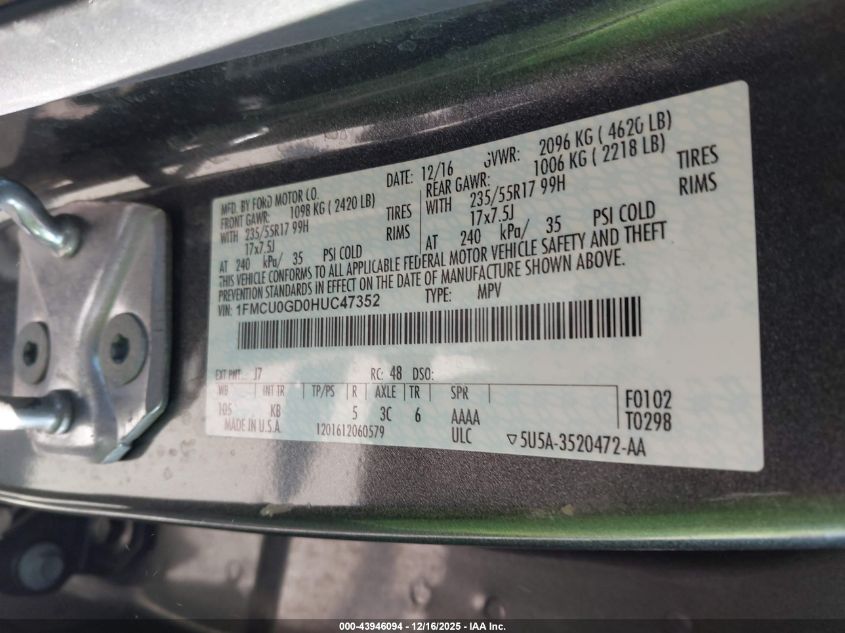 MFD. BY FORD MOTOR CO.
DATE: 12/16 GVWR: 2096 KG ( 4620 LB)
FRONT GAWR: 1098 KG ( 2420 LB)
REAR GAWR: 1006 KG ( 2218 LB)
WITH 235/55R17 99H TIRES
WITH 235/55R17 99H TIRES
17x7.5J RIMS
17x7.5J RIMS
AT 240 kPa/ 35 PSI COLD
AT 240 kPa/ 35 PSI COLD
THIS VEHICLE CONFORMS TO ALL APPLICABLE FEDERAL MOTOR VEHICLE SAFETY AND THEFT
PREVENTION STANDARDS IN EFFECT ON THE DATE OF MANUFACTURE SHOWN ABOVE.
VIN: 1FMCU0GD0HUC47352 TYPE: MPV
EXT PNT: J7 RC: 48 DSO:
WB INT TR TP/PS R AXLE TR SPR
105 KB 5 3C 6 AAAA
ULC
F0102
T0298
MADE IN U.S.A. 1201612060579
5U5A-3520472-AA
000-43946094 - 12/16/2025 - IAA Inc.